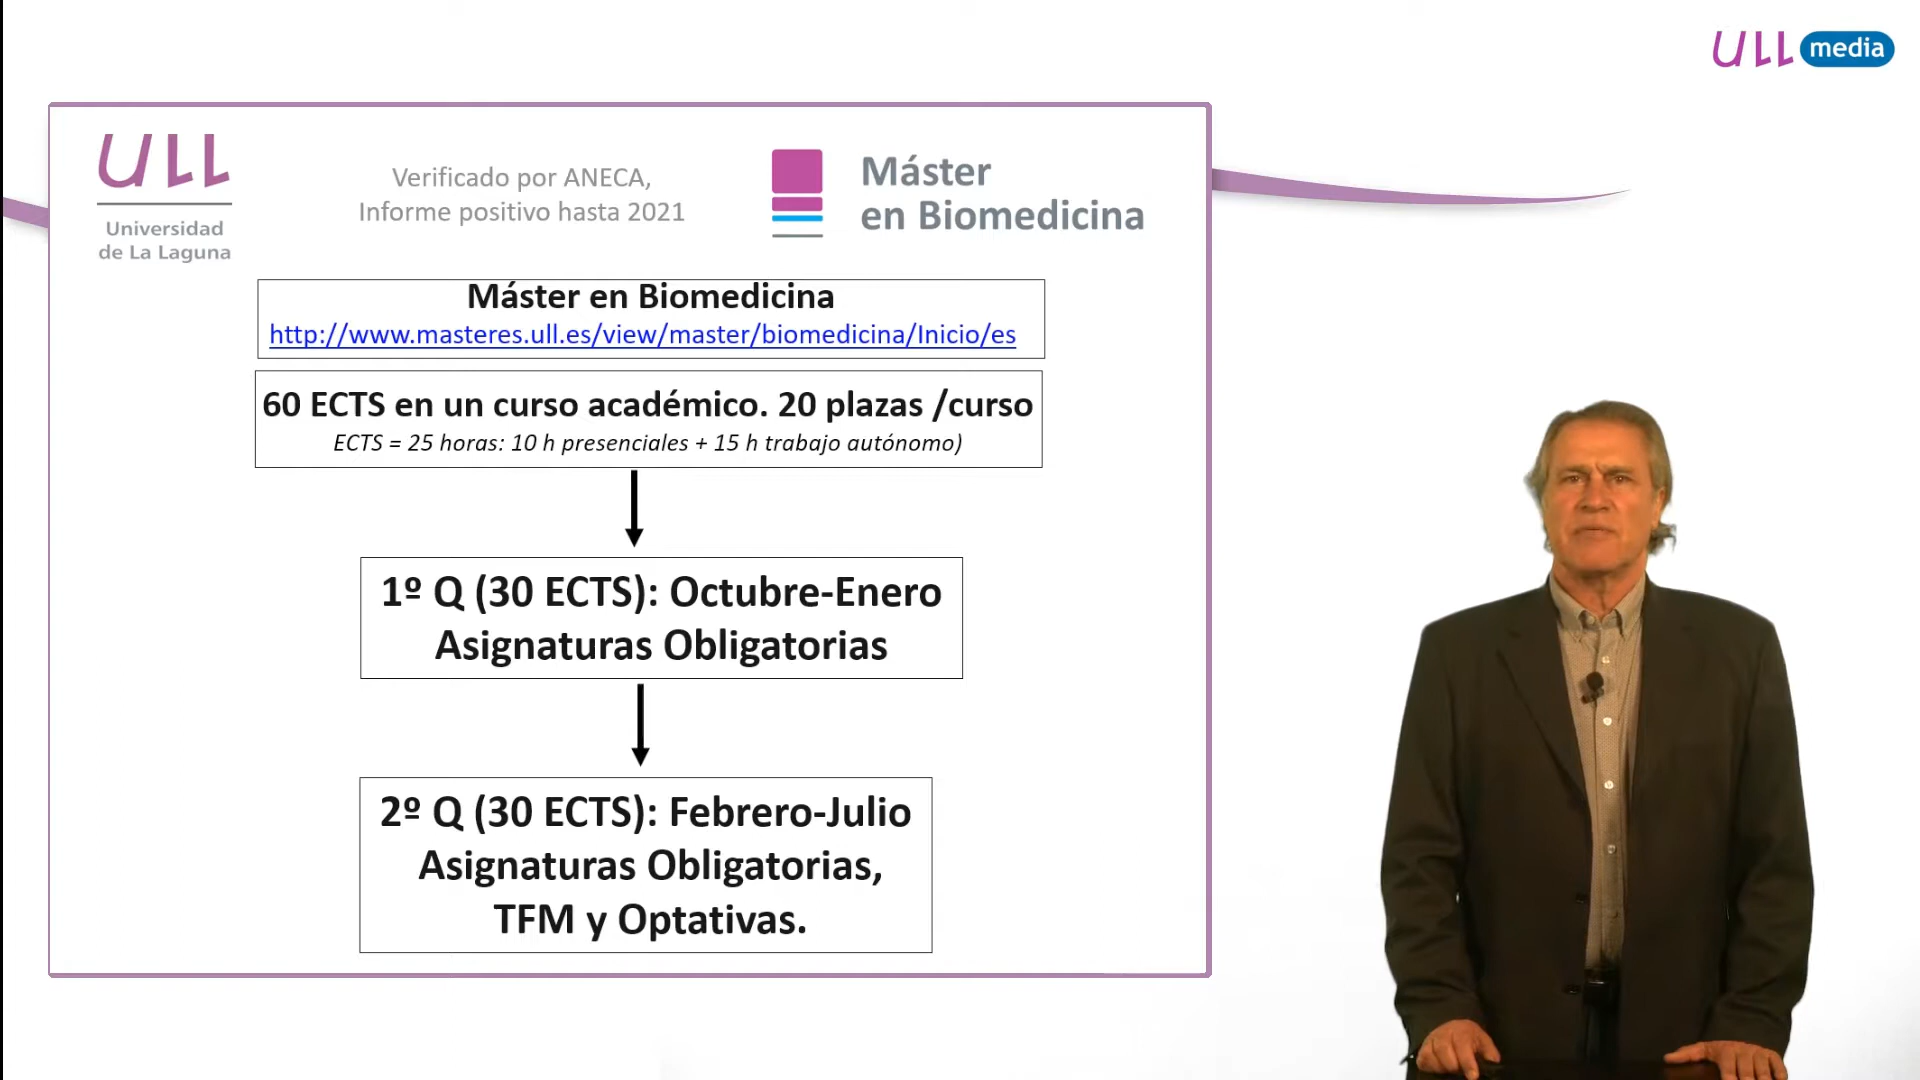 ULL media
ULL
Universidad
de La Laguna
Verificado por ANECA,
Informe positivo hasta 2021
Máster
en Biomedicina
Máster en Biomedicina
http://www.masteres.ull.es/view/master/biomedicina/Inicio/es
60 ECTS en un curso académico. 20 plazas /curso
ECTS = 25 horas: 10 h presenciales + 15 h trabajo autónomo)
1º Q (30 ECTS): Octubre-Enero
Asignaturas Obligatorias
2º Q (30 ECTS): Febrero-Julio
Asignaturas Obligatorias,
TFM y Optativas.